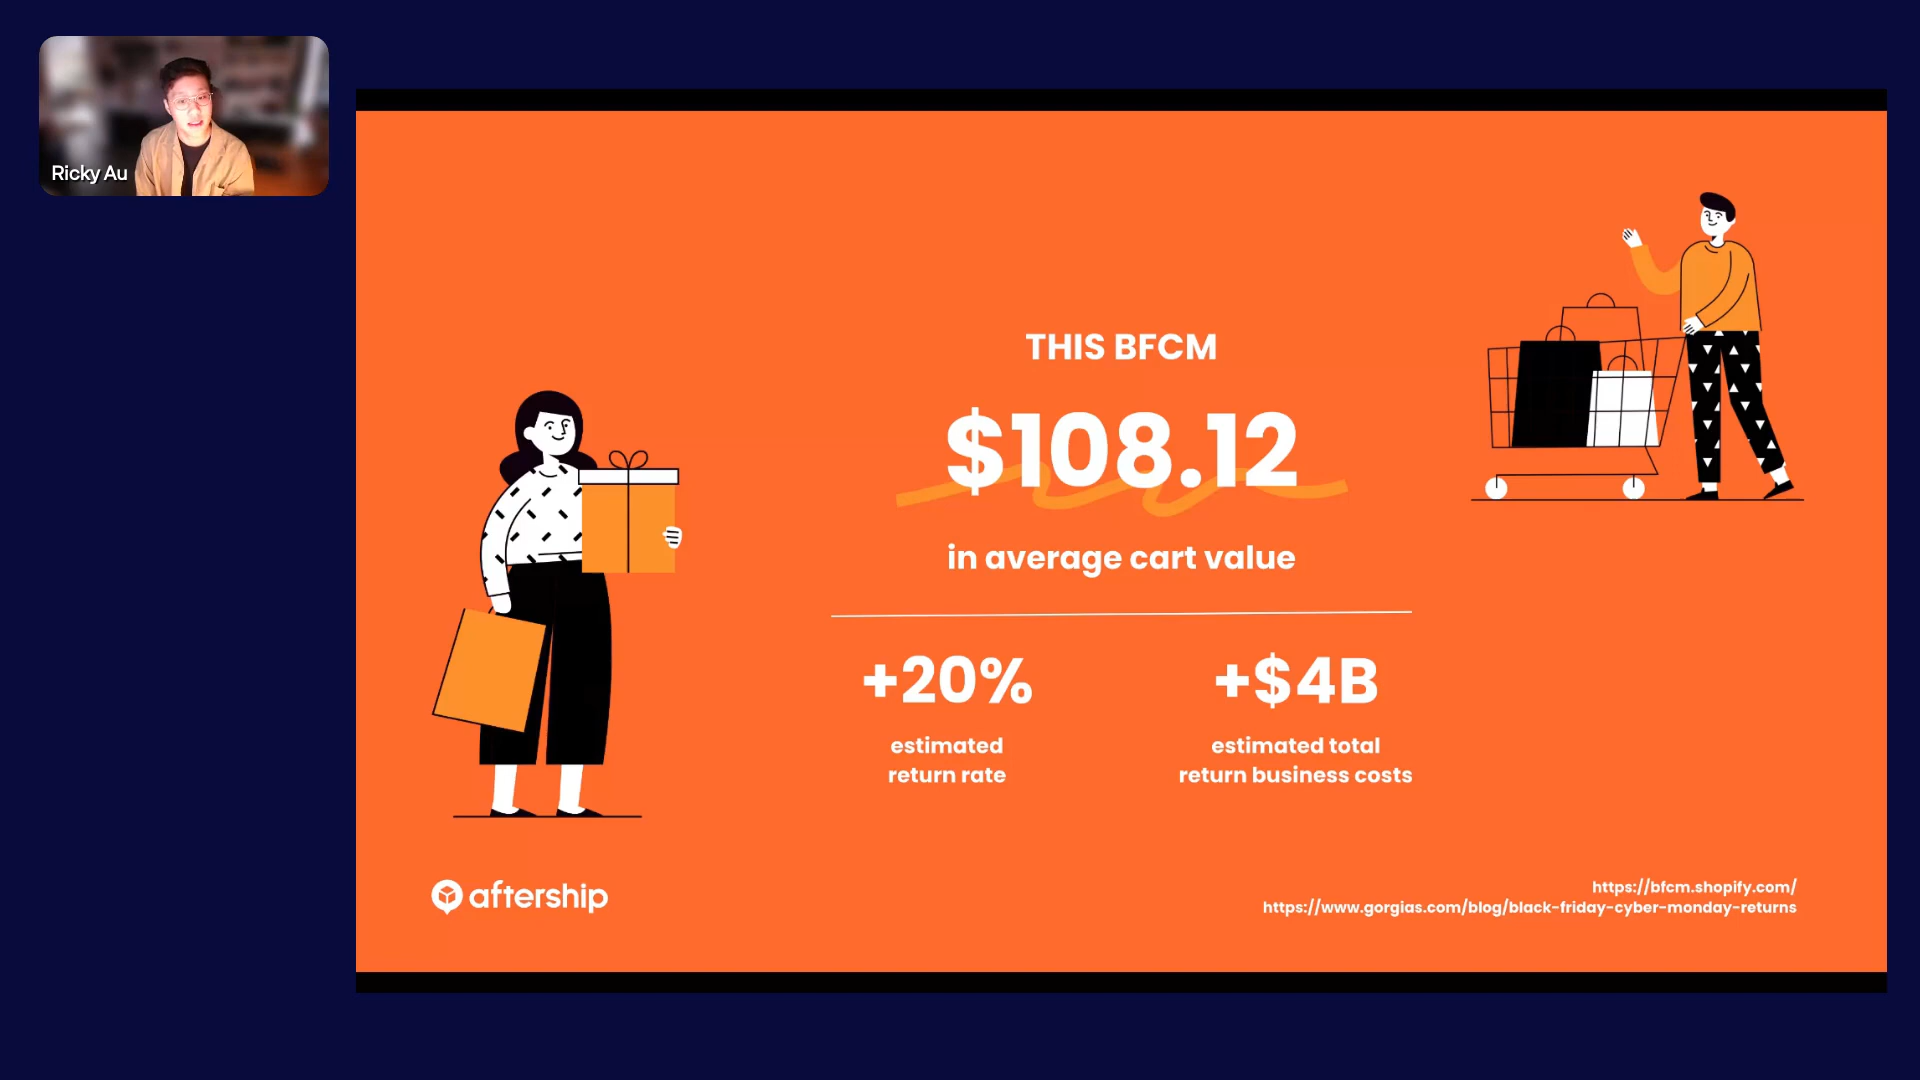 Ricky Au
THIS BFCM
$108.12
in average cart value
+20%
estimated
return rate
+$4B
estimated total
return business costs
aftership
https://bfcm.shopify.com/
https://www.gorgias.com/blog/black-friday-cyber-monday-returns